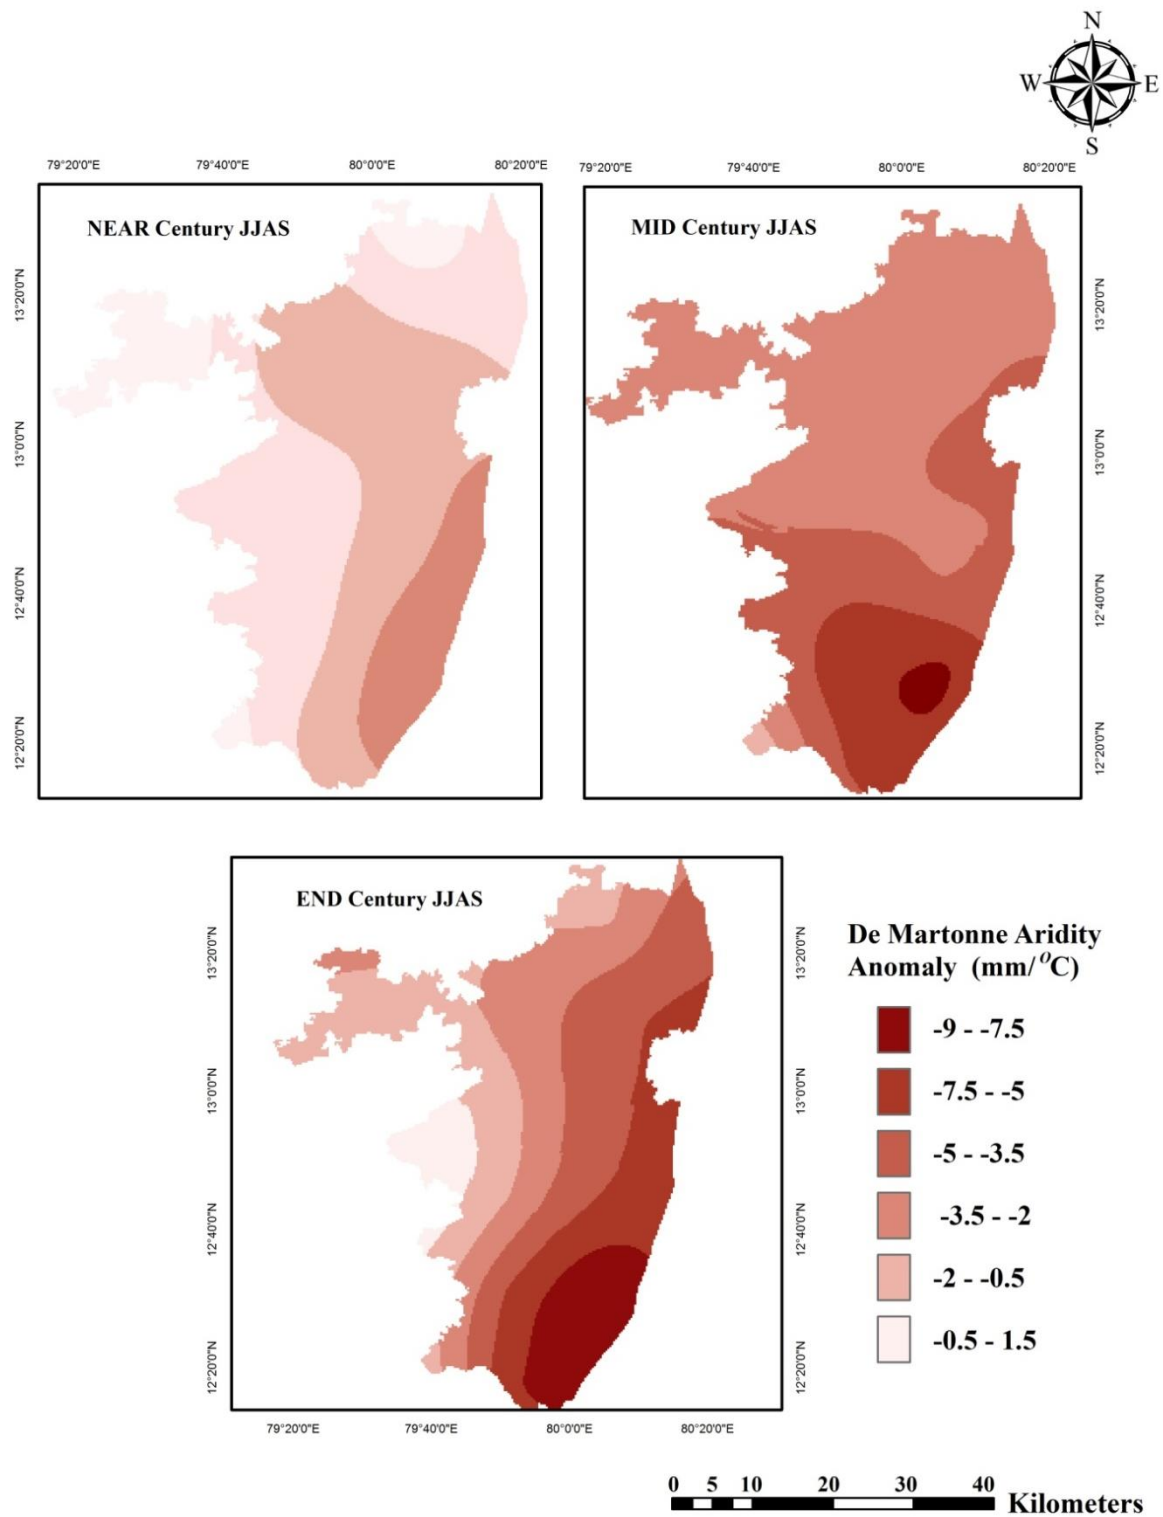 N
W E
S
79°20'0"E 79°40'0"E 80°0'0"E 80°20'0"E
79°20'0"E 79°40'0"E 80°0'0"E 80°20'0"E
NEAR Century JJAS
MID Century JJAS
13°20'0"N
13°0'0"N
12°40'0"N
12°20'0"N
13°20'0"N
13°0'0"N
12°40'0"N
12°20'0"N
END Century JJAS
13°20'0"N
13°0'0"N
12°40'0"N
12°20'0"N
13°20'0"N
13°0'0"N
12°40'0"N
12°20'0"N
79°20'0"E 79°40'0"E 80°0'0"E 80°20'0"E
De Martonne Aridity
Anomaly (mm/°C)
-9 - -7.5
-7.5 - -5
-5 - -3.5
-3.5 - -2
-2 - -0.5
-0.5 - 1.5
0 5 10 20 30 40
Kilometers